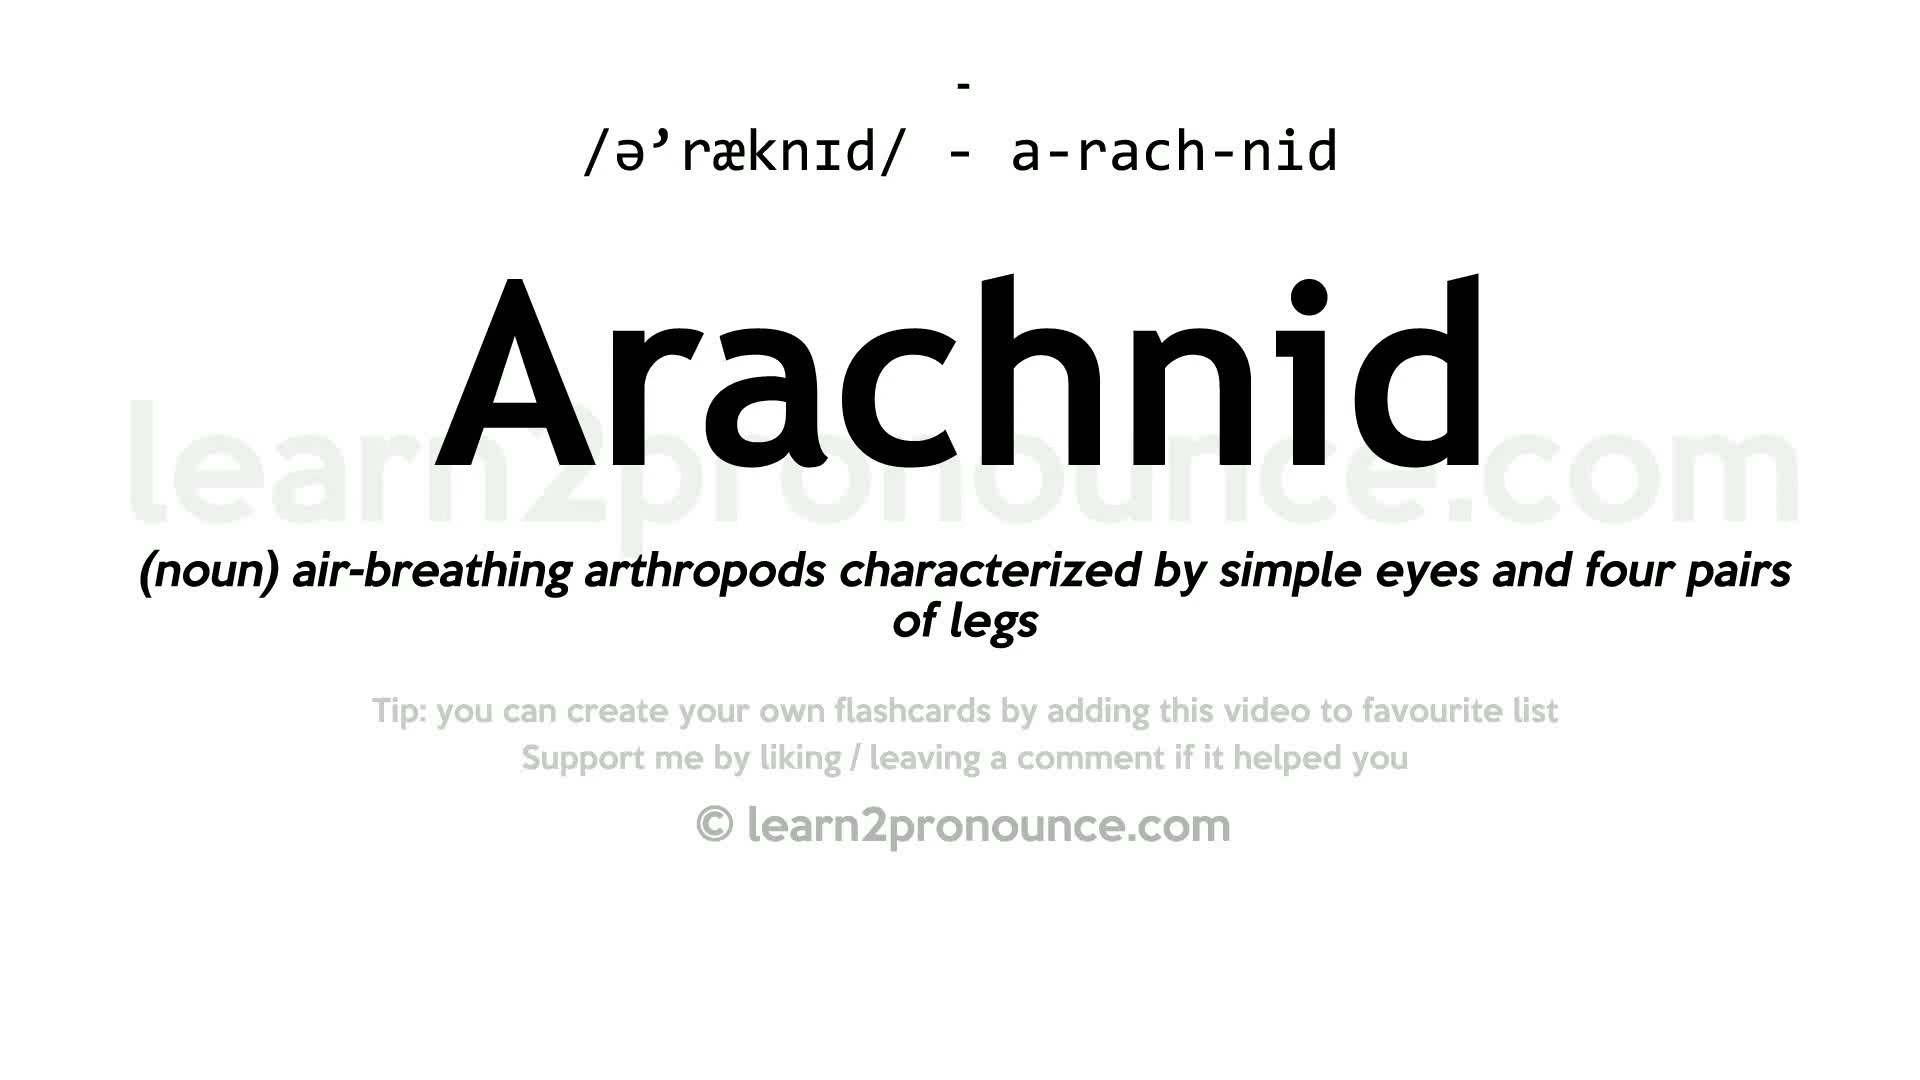 -
/ə’ræknɪd/ - a-rach-nid
Arachnid
learn2pronounce.com
(noun) air-breathing arthropods characterized by simple eyes and four pairs
of legs
Tip: you can create your own flashcards by adding this video to favourite list
Support me by liking / leaving a comment if it helped you
© learn2pronounce.com